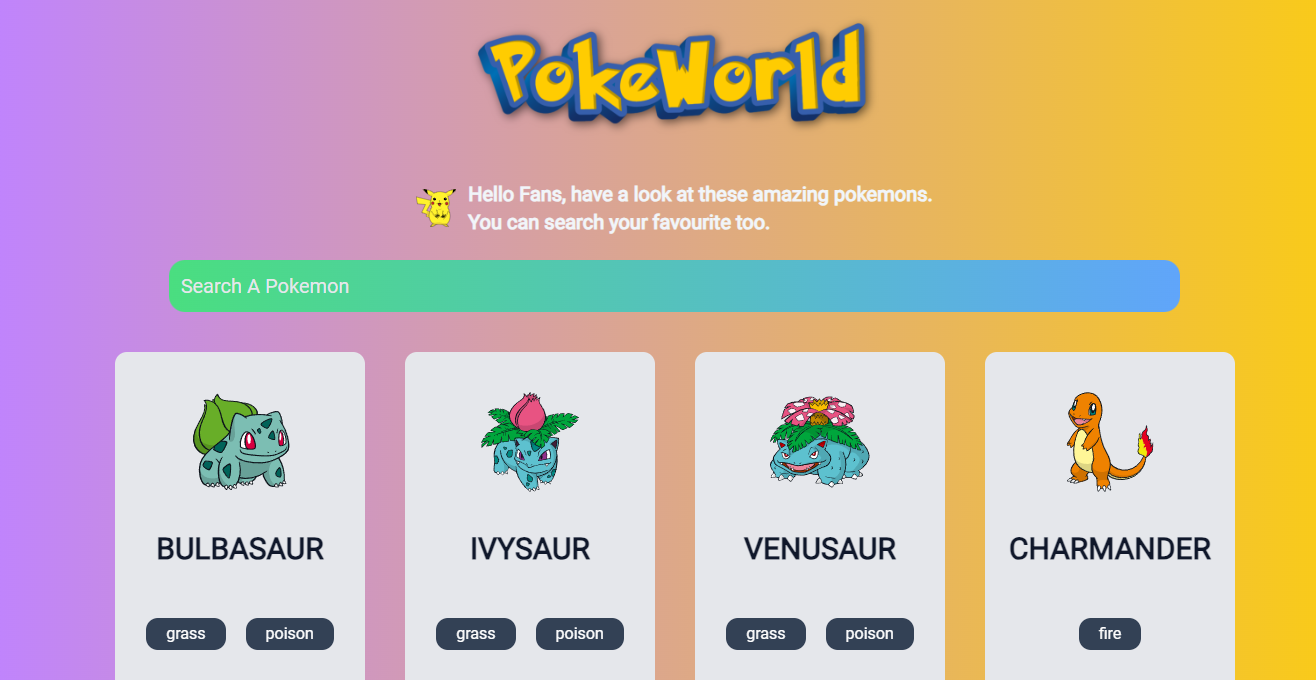 PokeWorld
Hello Fans, have a look at these amazing pokemons.
You can search your favourite too.
Search A Pokemon
BULBASAUR
IVYSAUR
VENUSAUR
CHARMANDER
grass
poison
grass
poison
grass
poison
fire